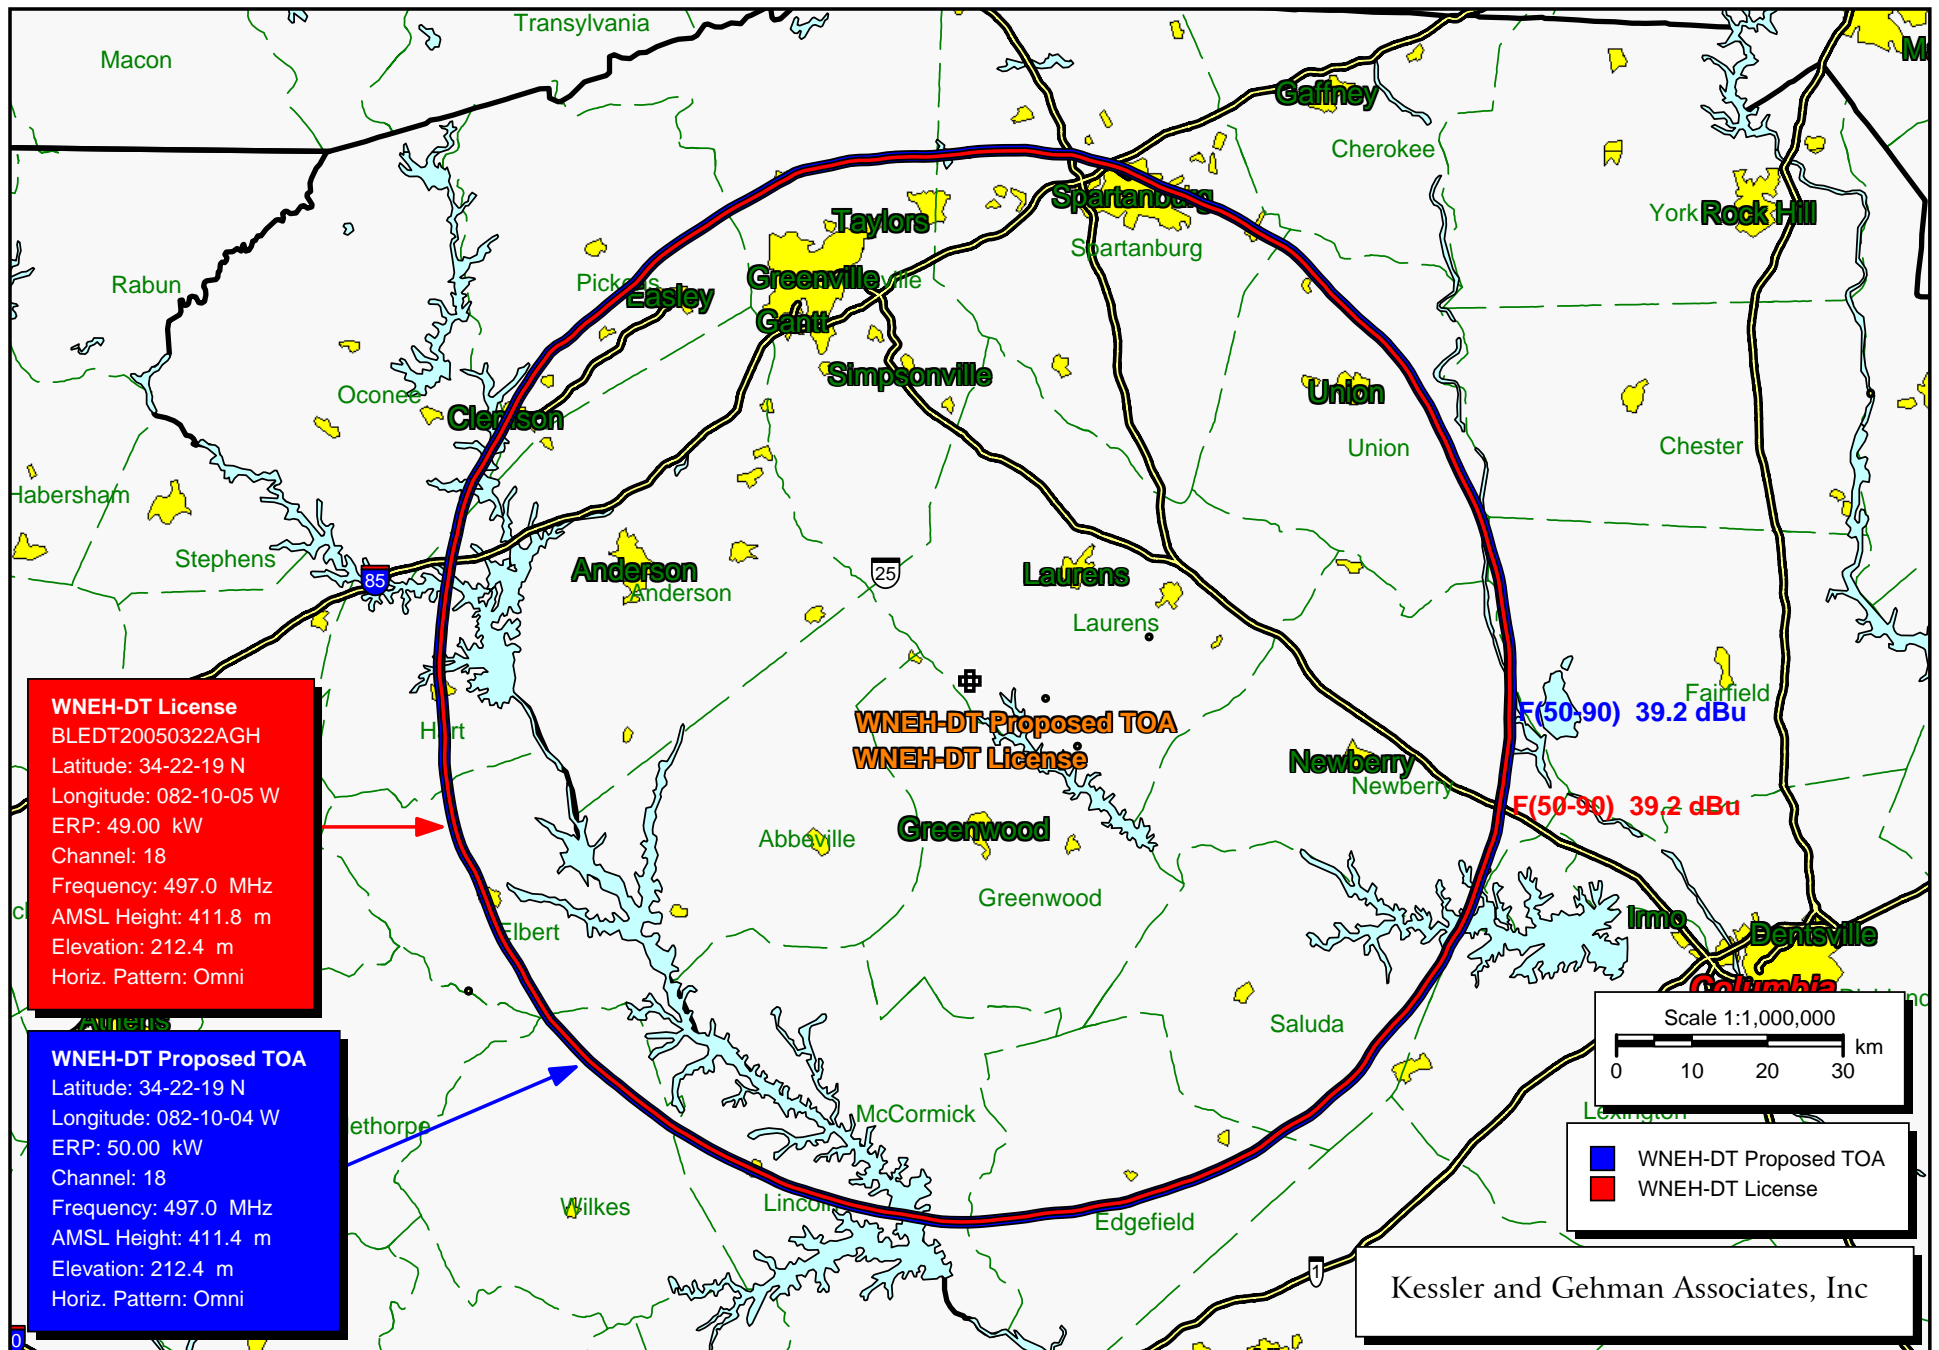 Transylvania
Macon
Gaffney
Cherokee
Spartanburg
Taylors
York
Rock Hill
Spartanburg
Rabun
Greenville
Easley
Gantt
Simpsonville
Oconee
Clemson
Union
Union
Chester
Habersham
Stephens
85
Anderson
Anderson
25
Laurens
Laurens
Fairfield
F(50-90) 39.2 dBu
Hart
WNEH-DT Proposed TOA
WNEH-DT License
Newberry
Newberry
F(50-90) 39.2 dBu
Abbeville
Greenwood
Greenwood
Elbert
Irmo
Dentsville
Columbia
Saluda
Athens
McCormick
ethorpe
Lexington
Wilkes
Lincoln
Edgefield
1
0
WNEH-DT License
BLEDT20050322AGH
Latitude: 34-22-19 N
Longitude: 082-10-05 W
ERP: 49.00 kW
Channel: 18
Frequency: 497.0 MHz
AMSL Height: 411.8 m
Elevation: 212.4 m
Horiz. Pattern: Omni
WNEH-DT Proposed TOA
Latitude: 34-22-19 N
Longitude: 082-10-04 W
ERP: 50.00 kW
Channel: 18
Frequency: 497.0 MHz
AMSL Height: 411.4 m
Elevation: 212.4 m
Horiz. Pattern: Omni
Scale 1:1,000,000
km
0 10 20 30
WNEH-DT Proposed TOA
WNEH-DT License
Kessler and Gehman Associates, Inc